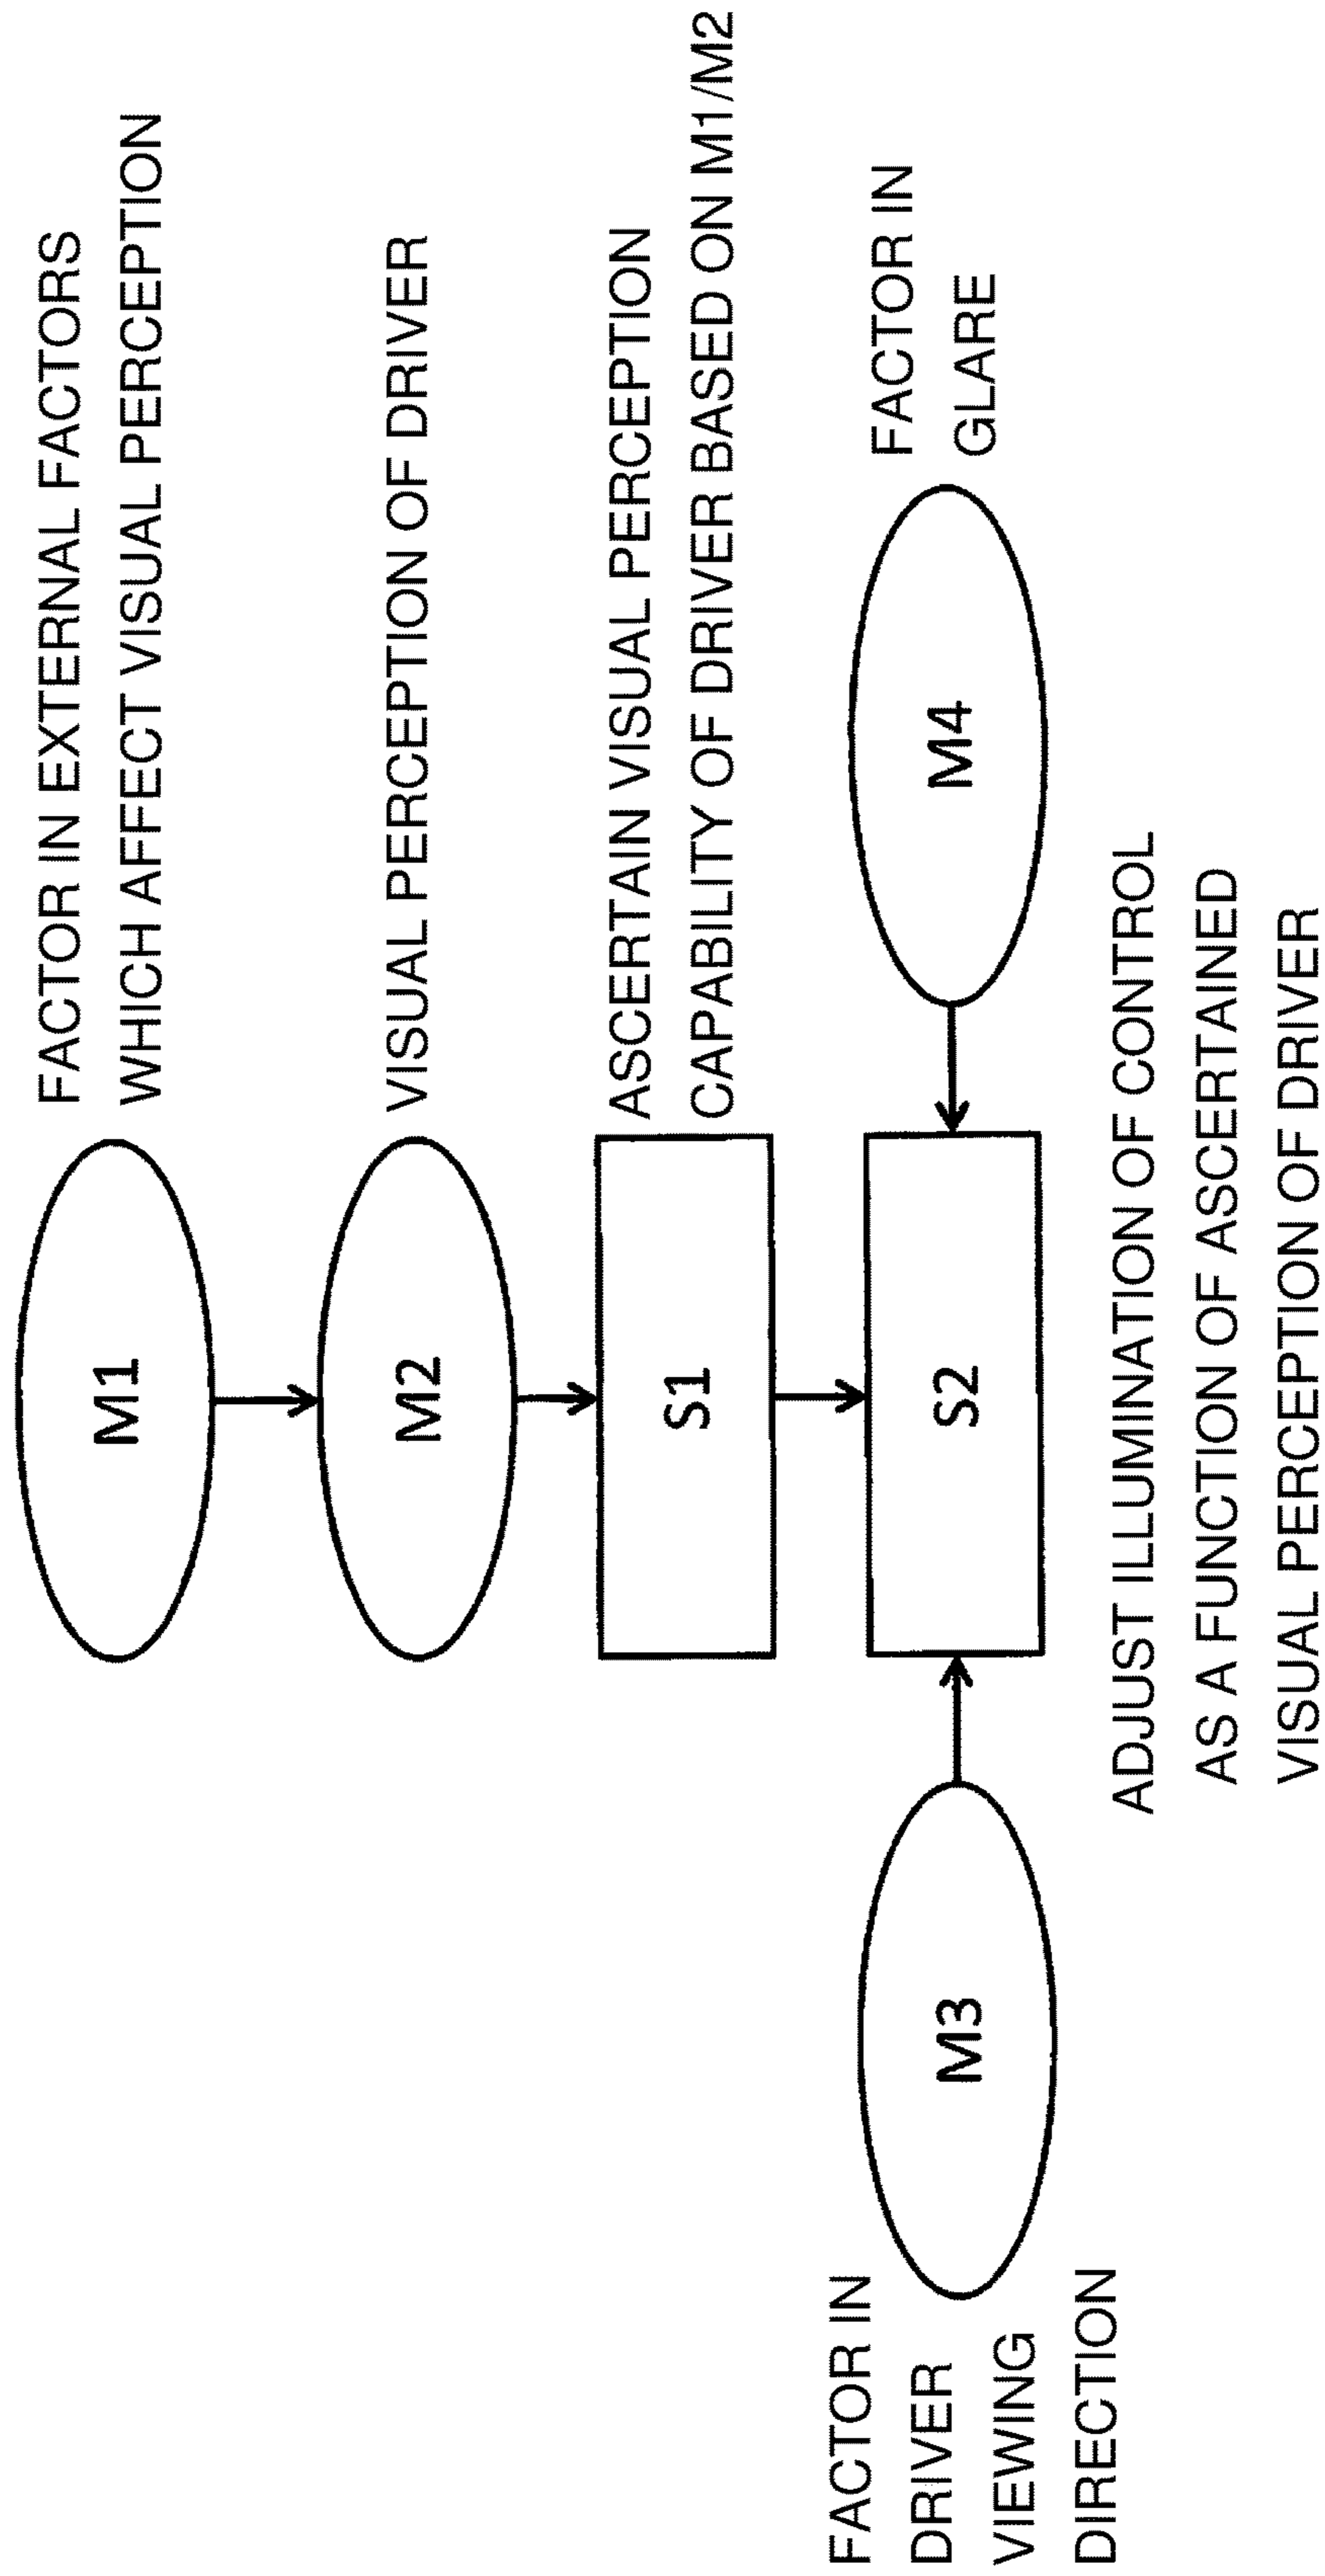 M1
FACTOR IN EXTERNAL FACTORS
WHICH AFFECT VISUAL PERCEPTION
M2
VISUAL PERCEPTION OF DRIVER
S1
ASCERTAIN VISUAL PERCEPTION
CAPABILITY OF DRIVER BASED ON M1/M2
FACTOR IN
DRIVER
VIEWING
DIRECTION
M3
S2
M4
FACTOR IN
GLARE
ADJUST ILLUMINATION OF CONTROL
AS A FUNCTION OF ASCERTAINED
VISUAL PERCEPTION OF DRIVER